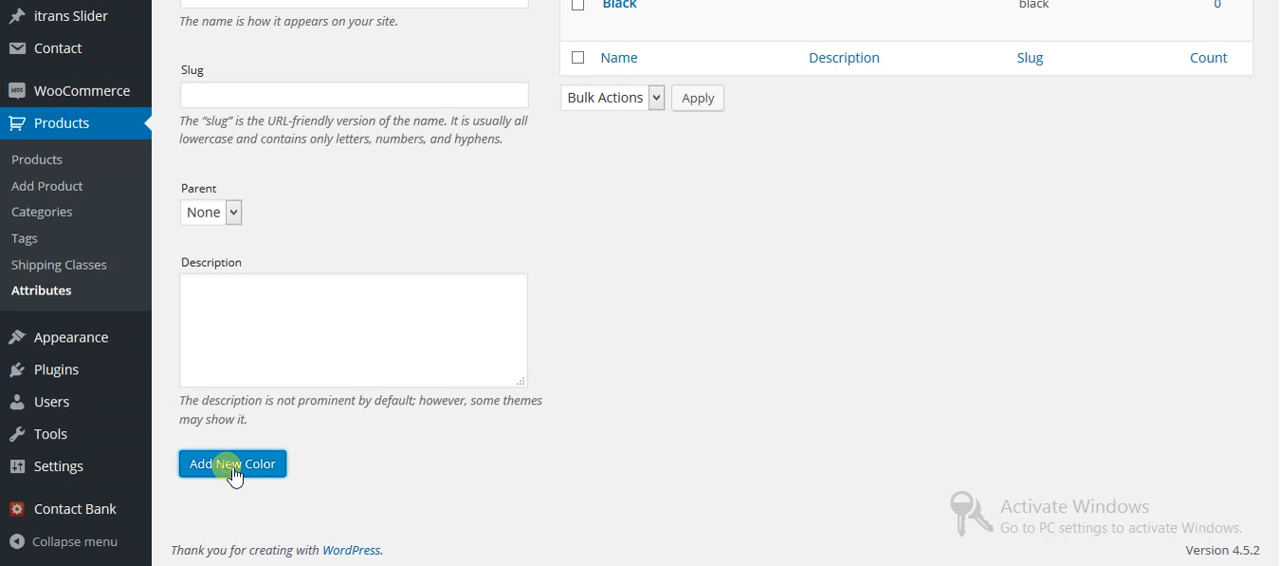 itrans Slider
Contact
WooCommerce
Products
Products
Add Product
Categories
Tags
Shipping Classes
Attributes
Appearance
Plugins
Users
Tools
Settings
Contact Bank
Collapse menu
The name is how it appears on your site.
Slug
The “slug” is the URL-friendly version of the name. It is usually all
lowercase and contains only letters, numbers, and hyphens.
Parent
None
Description
The description is not prominent by default; however, some themes
may show it.
Add New Color
Black black 0
Name Description Slug Count
Bulk Actions Apply
Activate Windows
Go to PC settings to activate Windows.
Thank you for creating with WordPress.
Version 4.5.2